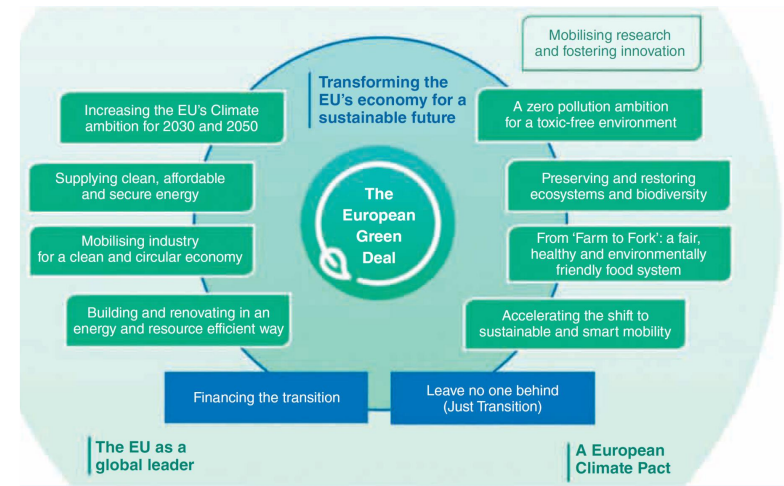 Mobilising research
and fostering innovation
Transforming the
EU's economy for a
sustainable future
Increasing the EU's Climate
ambition for 2030 and 2050
A zero pollution ambition
for a toxic-free environment
Supplying clean, affordable
and secure energy
The
European
Green
Deal
Preserving and restoring
ecosystems and biodiversity
Mobilising industry
for a clean and circular economy
From ‘Farm to Fork’: a fair,
healthy and environmentally
friendly food system
Building and renovating in an
energy and resource efficient way
Accelerating the shift to
sustainable and smart mobility
Financing the transition
Leave no one behind
(Just Transition)
The EU as a
global leader
A European
Climate Pact